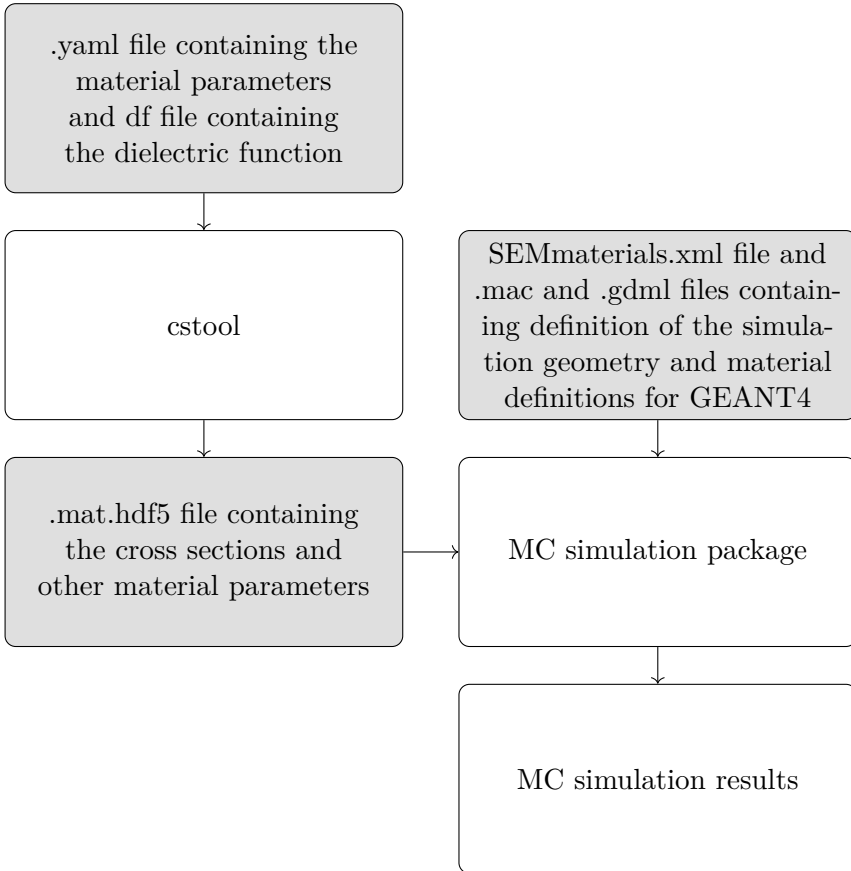 .yaml file containing the
material parameters
and df file containing
the dielectric function
cstool
SEMmaterials.xml file and
.mac and .gdml files contain-
ing definition of the simula-
tion geometry and material
definitions for GEANT4
.mat.hdf5 file containing
the cross sections and
other material parameters
MC simulation package
MC simulation results